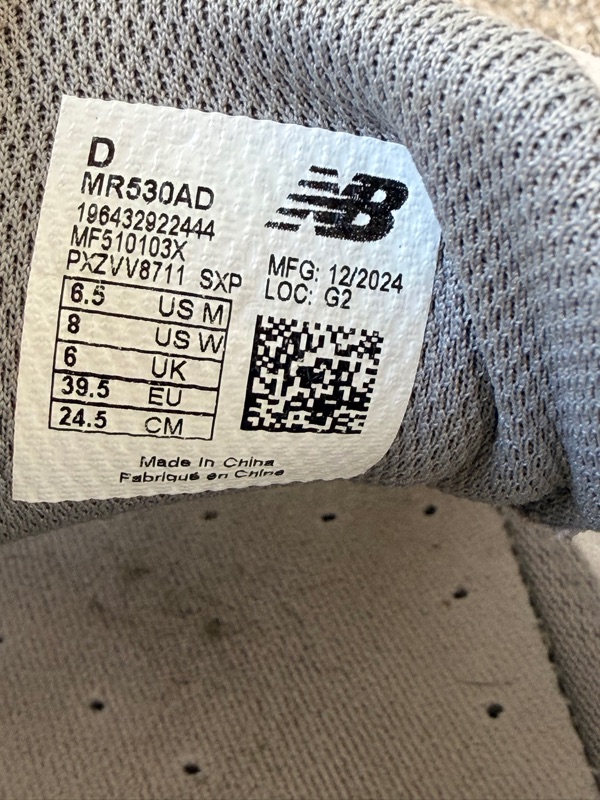 D
MR530AD
196432922444
MF510103X
PXZVV8711 SXP
6.5 US M
8 US W
6 UK
39.5 EU
24.5 CM
NB
MFG: 12/2024
LOC: G2
Made In China
Fabriqué en Chine